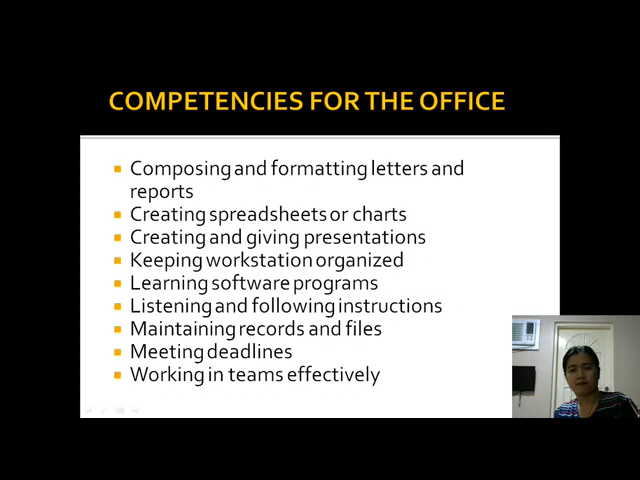 COMPETENCIES FOR THE OFFICE
Composing and formatting letters and
reports
Creating spreadsheets or charts
Creating and giving presentations
Keeping workstation organized
Learning software programs
Listening and following instructions
Maintaining records and files
Meeting deadlines
Working in teams effectively